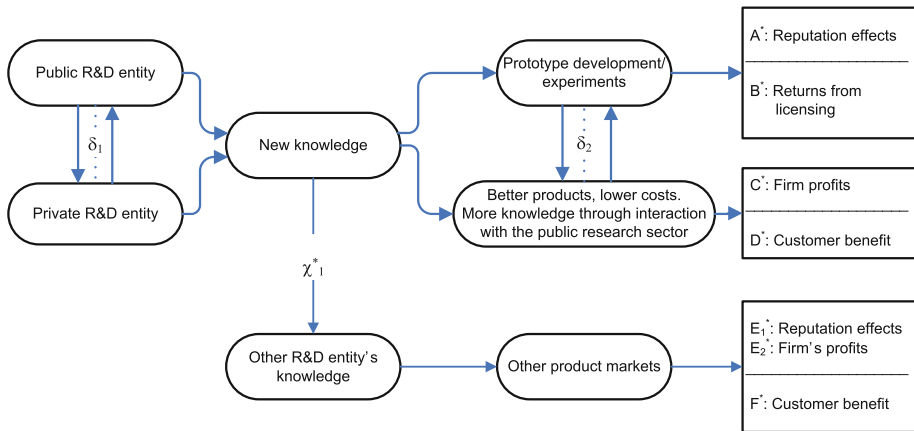 Public R&D entity
δ1
Private R&D entity
New knowledge
Prototype development/
experiments
δ2
Better products, lower costs.
More knowledge through interaction
with the public research sector
A*: Reputation effects
B*: Returns from
licensing
C*: Firm profits
D*: Customer benefit
χ*1
Other R&D entity's
knowledge
Other product markets
E1*: Reputation effects
E2*: Firm's profits
F*: Customer benefit